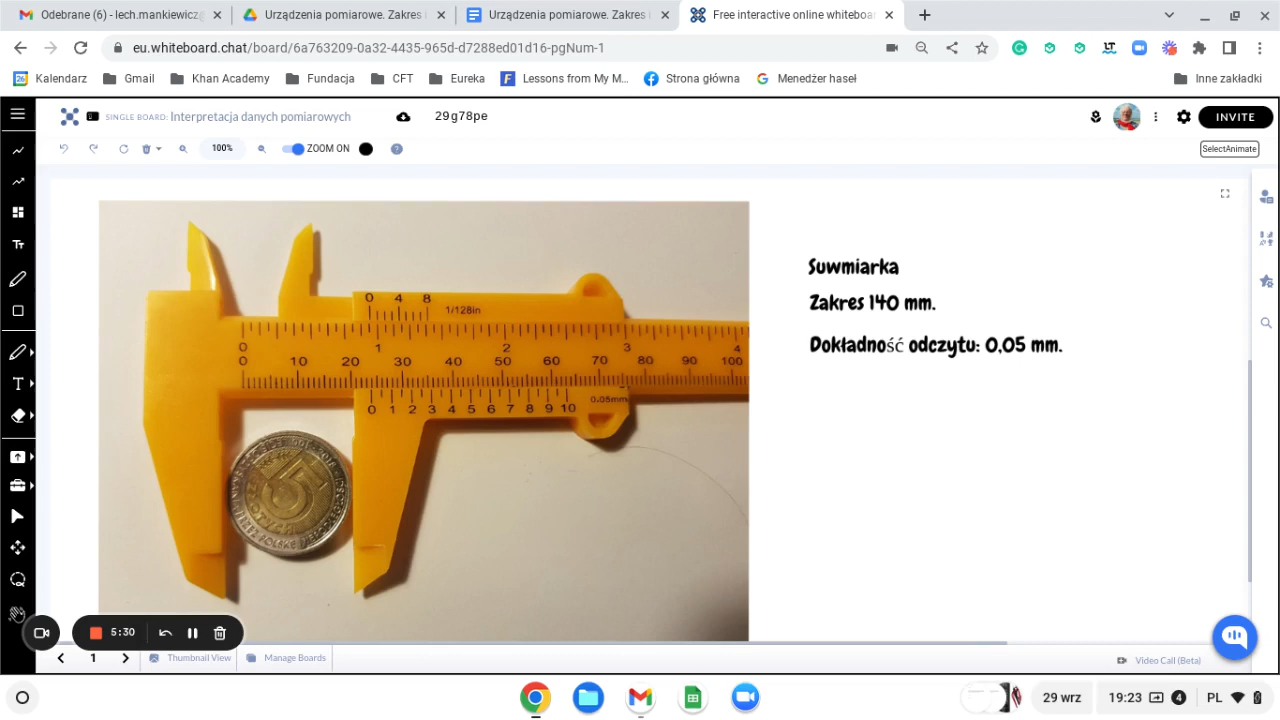 Odebrane (6) - lech.mankiewicz@
Urządzenia pomiarowe. Zakres i
Urządzenia pomiarowe. Zakres i
Free interactive online whiteboar
eu.whiteboard.chat/board/6a763209-0a32-4435-965d-d7288ed01d16-pgNum-1
Kalendarz
Gmail
Khan Academy
Fundacja
CFT
Eureka
Lessons from My M...
Strona główna
Menedżer haseł
Inne zakładki
SINGLE BOARD: Interpretacja danych pomiarowych
29g78pe
INVITE
100%
ZOOM ON
SelectAnimate
Suwmiarka
Zakres 140 mm.
Dokładność odczytu: 0,05 mm.
0 4 8
1/128in
0 1 2 3 4
0 10 20 30 40 50 60 70 80 90 100
0 1 2 3 4 5 6 7 8 9 10
0.05mm
5
5:30
1
Thumbnail View
Manage Boards
Video Call (Beta)
29 wrz
19:23
4
PL